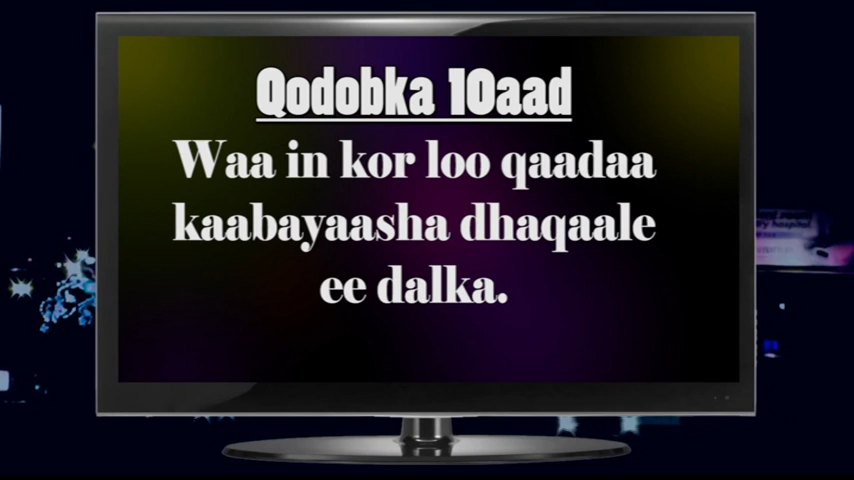 Qodobka 10aad
Waa in kor loo qaadaa
kaabayaasha dhaqaale
ee dalka.